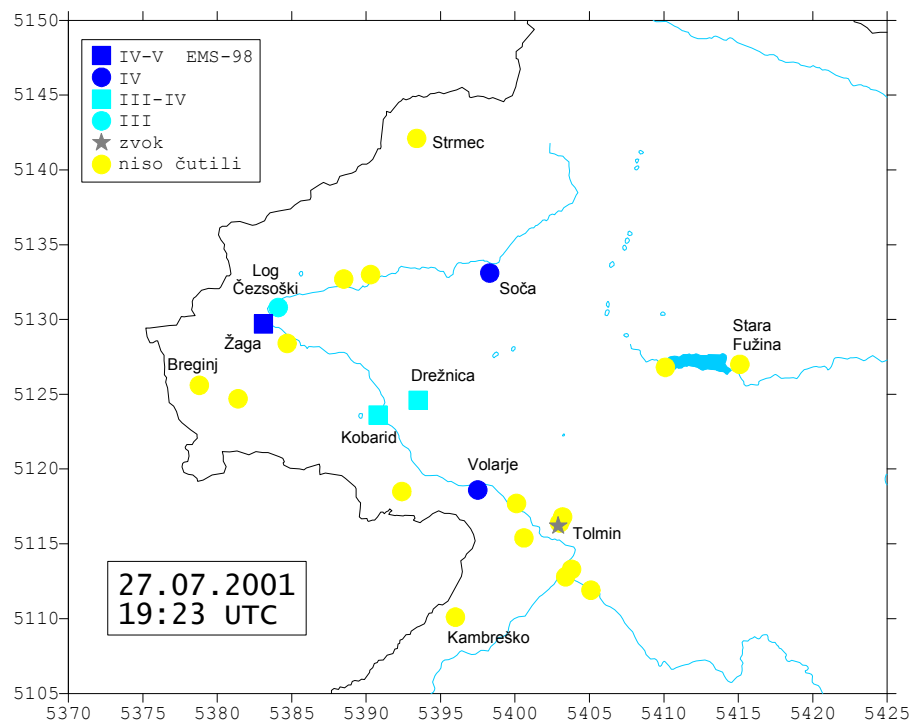 5150
5145
5140
5135
5130
5125
5120
5115
5110
5105
IV-V EMS-98
IV
III-IV
III
zvok
niso čutili
Strmec
Log
Čezsoški
Soča
Žaga
Stara
Fužina
Breginj
Drežnica
Kobarid
Volarje
Tolmin
Kambreško
27.07.2001
19:23 UTC
5370 5375 5380 5385 5390 5395 5400 5405 5410 5415 5420 5425